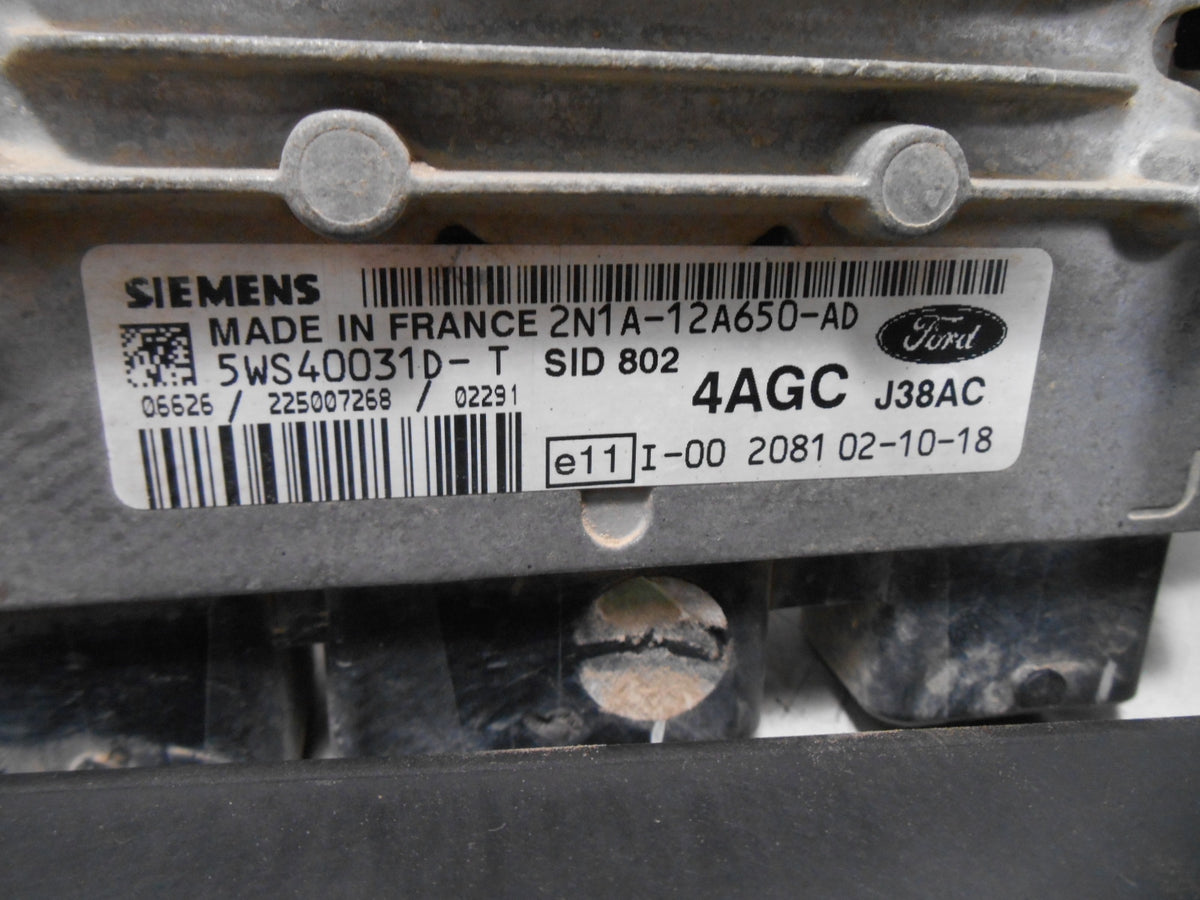 SIEMENS
MADE IN FRANCE 2N1A-12A650-AD
Ford
5WS40031D-T SID 802
4AGC J38AC
06626 / 225007268 / 02291
e11 I-00 2081 02-10-18